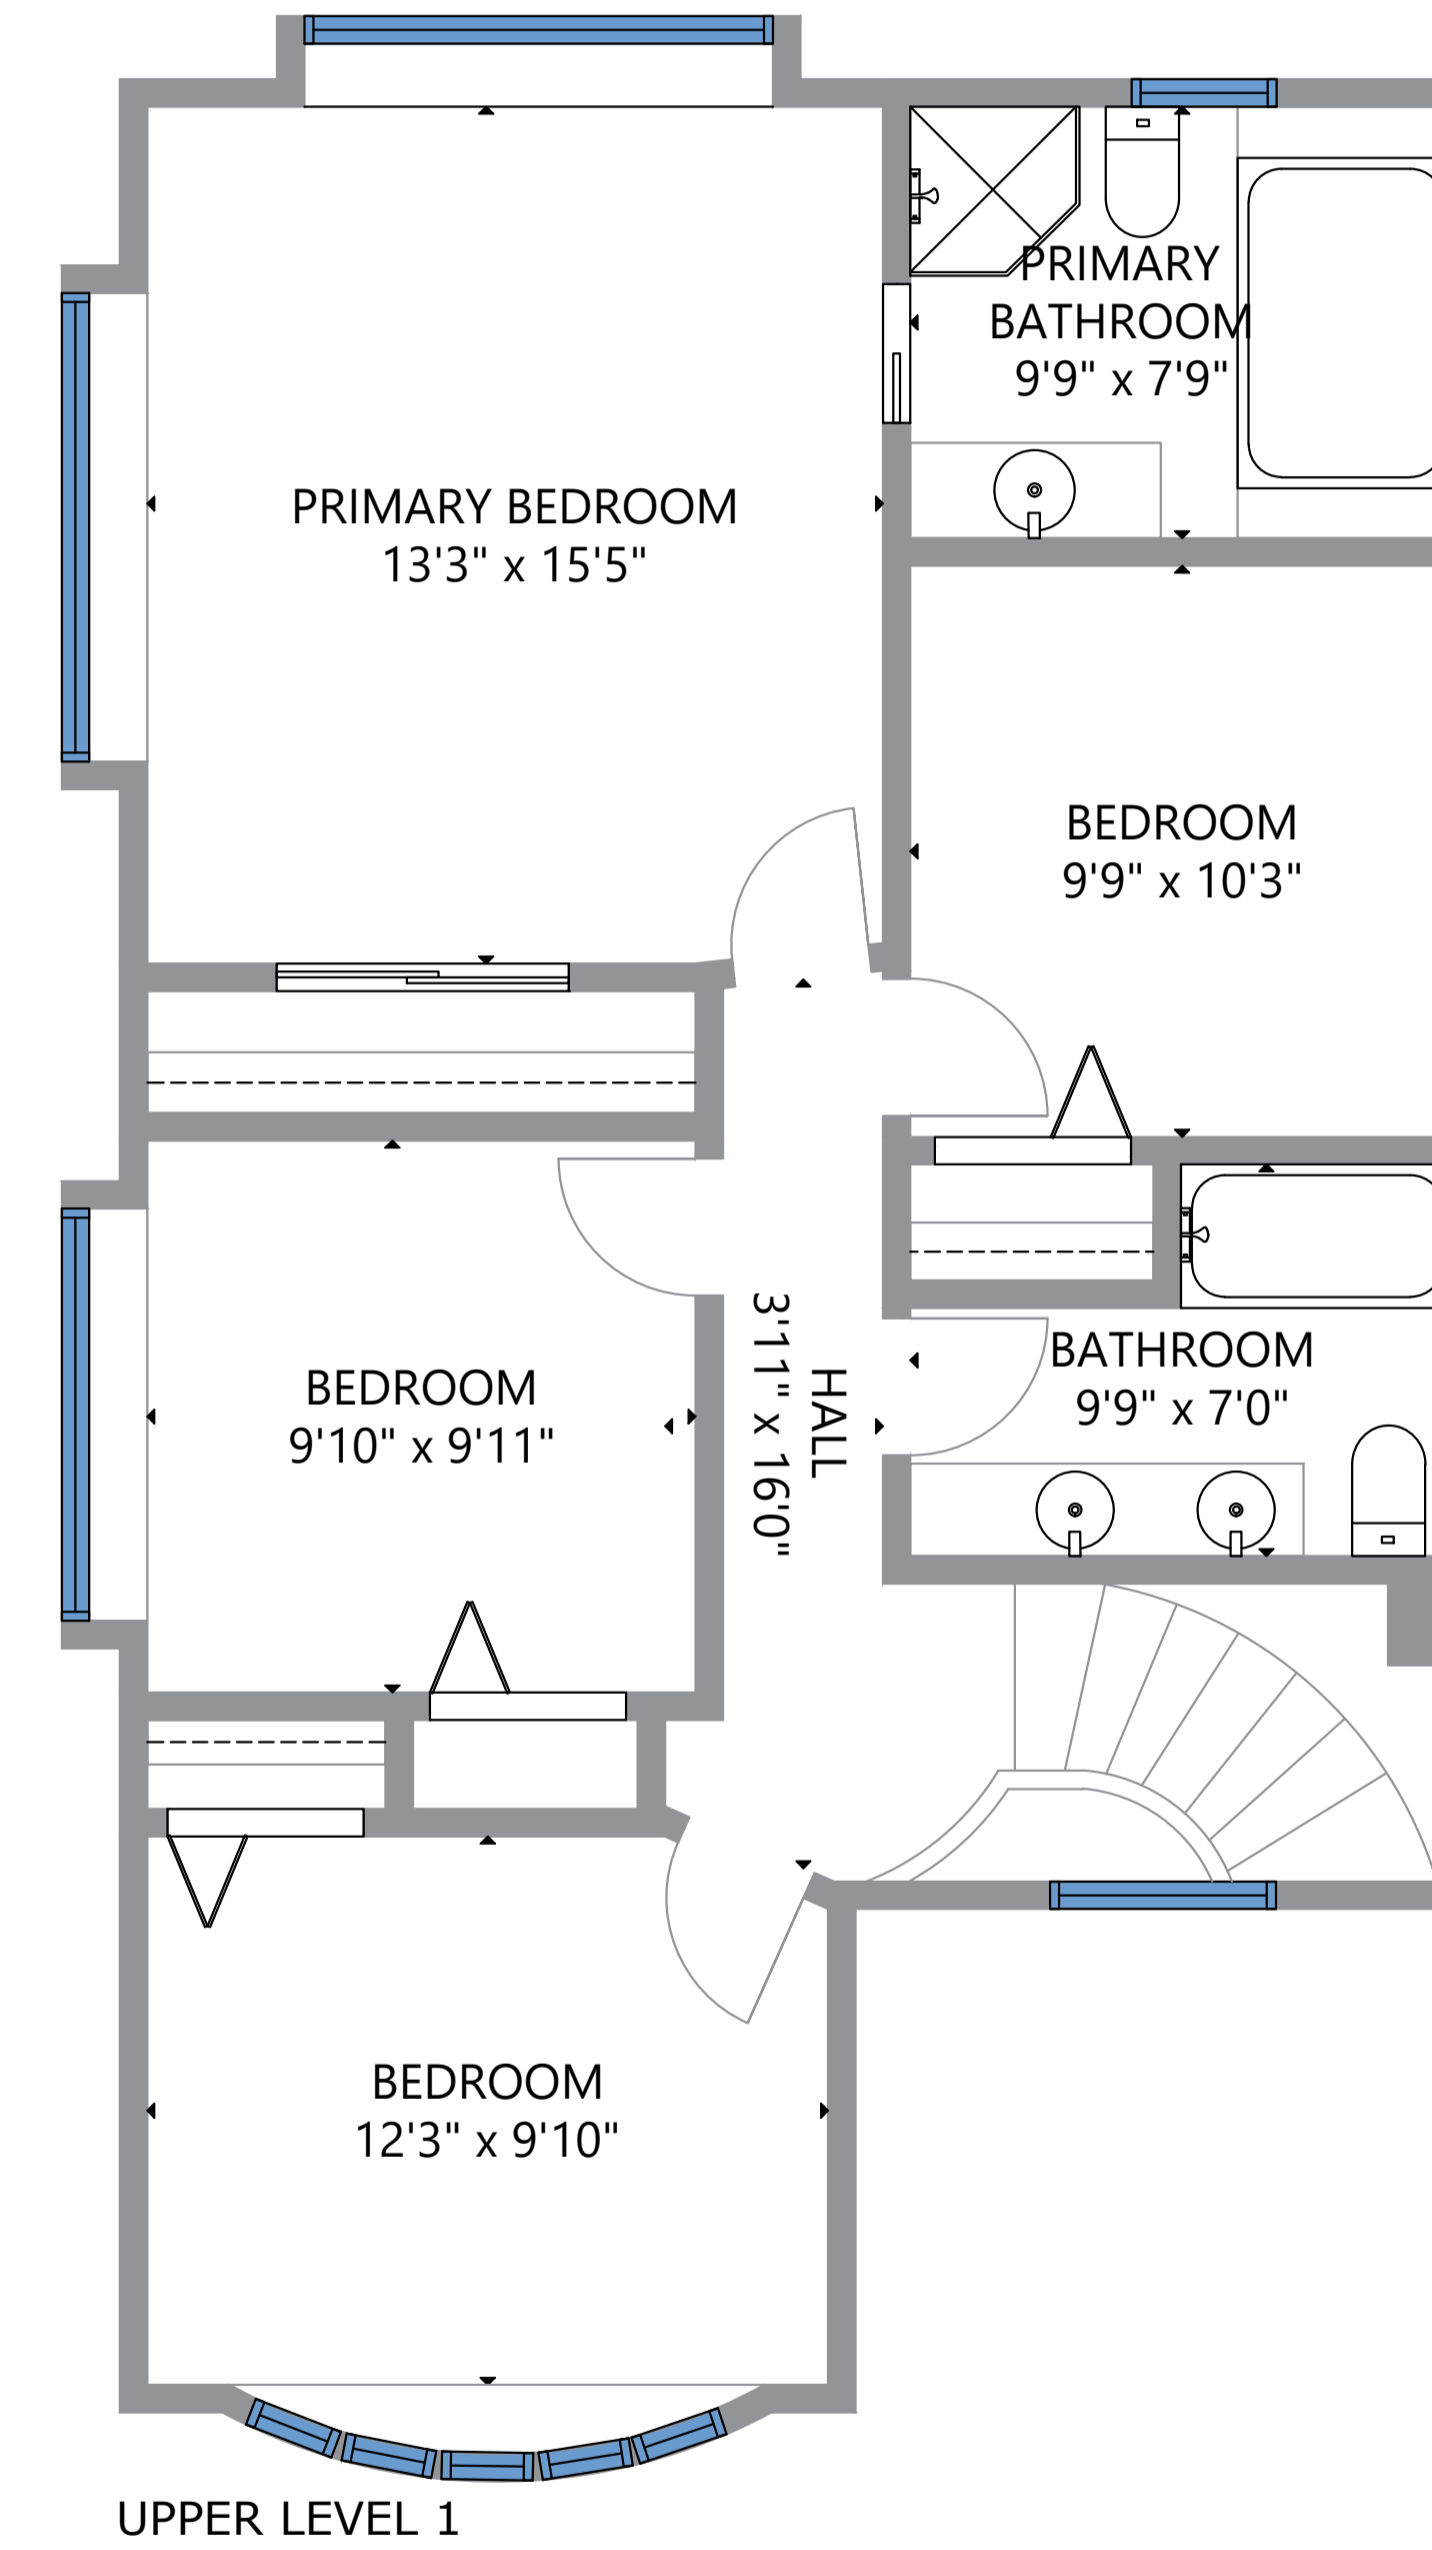 PRIMARY
BATHROOM
9'9" x 7'9"
PRIMARY BEDROOM
13'3" x 15'5"
BEDROOM
9'9" x 10'3"
BATHROOM
9'9" x 7'0"
HALL
3'11" x 16'0"
BEDROOM
9'10" x 9'11"
BEDROOM
12'3" x 9'10"
UPPER LEVEL 1